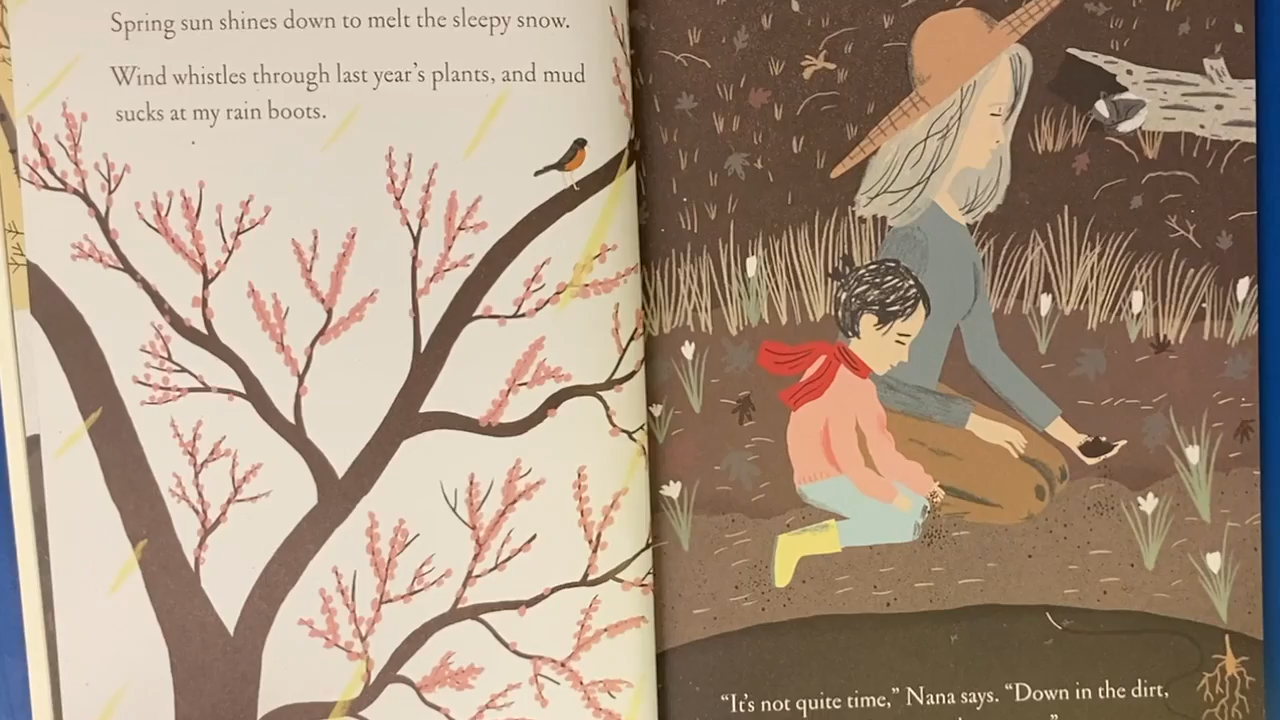 Spring sun shines down to melt the sleepy snow.
Wind whistles through last year's plants, and mud
sucks at my rain boots.
“It's not quite time,” Nana says. “Down in the dirt,